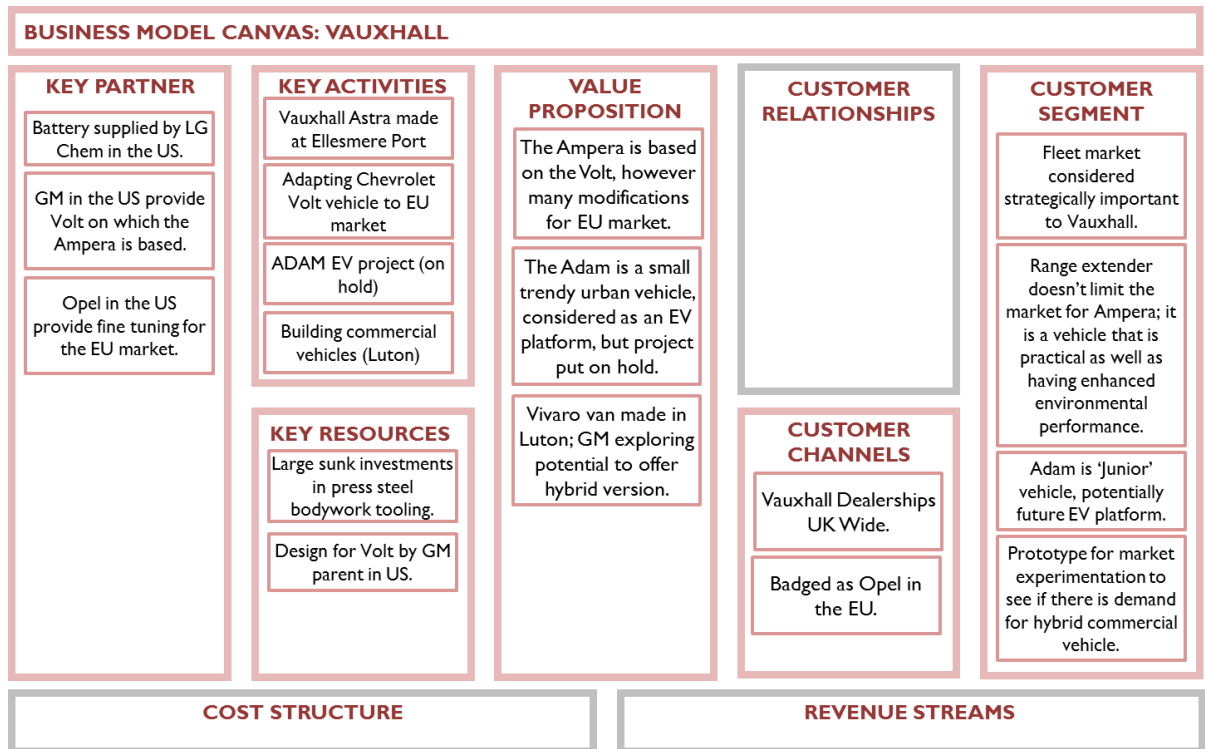 BUSINESS MODEL CANVAS: VAUXHALL
KEY PARTNER
Battery supplied by LG
Chem in the US.
GM in the US provide
Volt on which the
Ampera is based.
Opel in the US
provide fine tuning for
the EU market.
KEY ACTIVITIES
Vauxhall Astra made
at Ellesmere Port
Adapting Chevrolet
Volt vehicle to EU
market
ADAM EV project (on
hold)
Building commercial
vehicles (Luton)
KEY RESOURCES
Large sunk investments
in press steel
bodywork tooling.
Design for Volt by GM
parent in US.
VALUE
PROPOSITION
The Ampera is based
on the Volt, however
many modifications
for EU market.
The Adam is a small
trendy urban vehicle,
considered as an EV
platform, but project
put on hold.
Vivaro van made in
Luton; GM exploring
potential to offer
hybrid version.
CUSTOMER
RELATIONSHIPS
CUSTOMER
CHANNELS
Vauxhall Dealerships
UK Wide.
Badged as Opel in
the EU.
CUSTOMER
SEGMENT
Fleet market
considered
strategically important
to Vauxhall.
Range extender
doesn't limit the
market for Ampera; it
is a vehicle that is
practical as well as
having enhanced
environmental
performance.
Adam is ‘Junior’
vehicle, potentially
future EV platform.
Prototype for market
experimentation to
see if there is demand
for hybrid commercial
vehicle.
COST STRUCTURE
REVENUE STREAMS